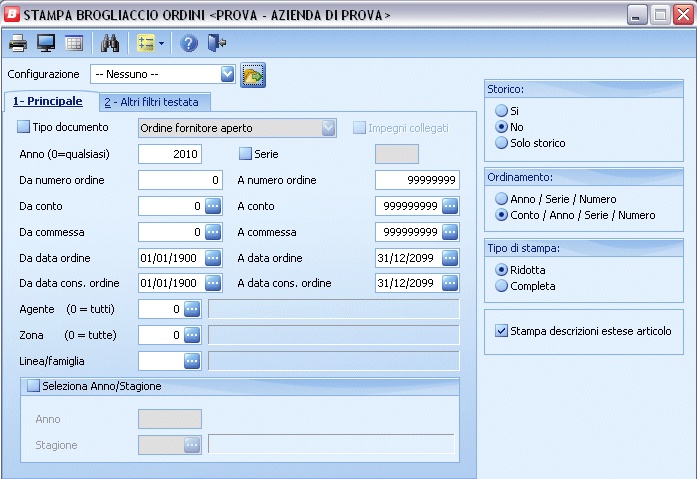 B STAMPA BROGLIACCIO ORDINI <PROVA - AZIENDA DI PROVA>
Configurazione -- Nessuno --
1- Principale 2 - Altri filtri testata
Tipo documento Ordine fornitore aperto Impegni collegati
Anno (0=qualsiasi) 2010 Serie
Da numero ordine 0 A numero ordine 99999999
Da conto 0 A conto 999999999
Da commessa 0 A commessa 999999999
Da data ordine 01/01/1900 A data ordine 31/12/2099
Da data cons. ordine 01/01/1900 A data cons. ordine 31/12/2099
Agente (0 = tutti) 0
Zona (0 = tutte) 0
Linea/famiglia
Seleziona Anno/Stagione
Anno
Stagione
Storico:
Si
No
Solo storico
Ordinamento:
Anno / Serie / Numero
Conto / Anno / Serie / Numero
Tipo di stampa:
Ridotta
Completa
Stampa descrizioni estese articolo